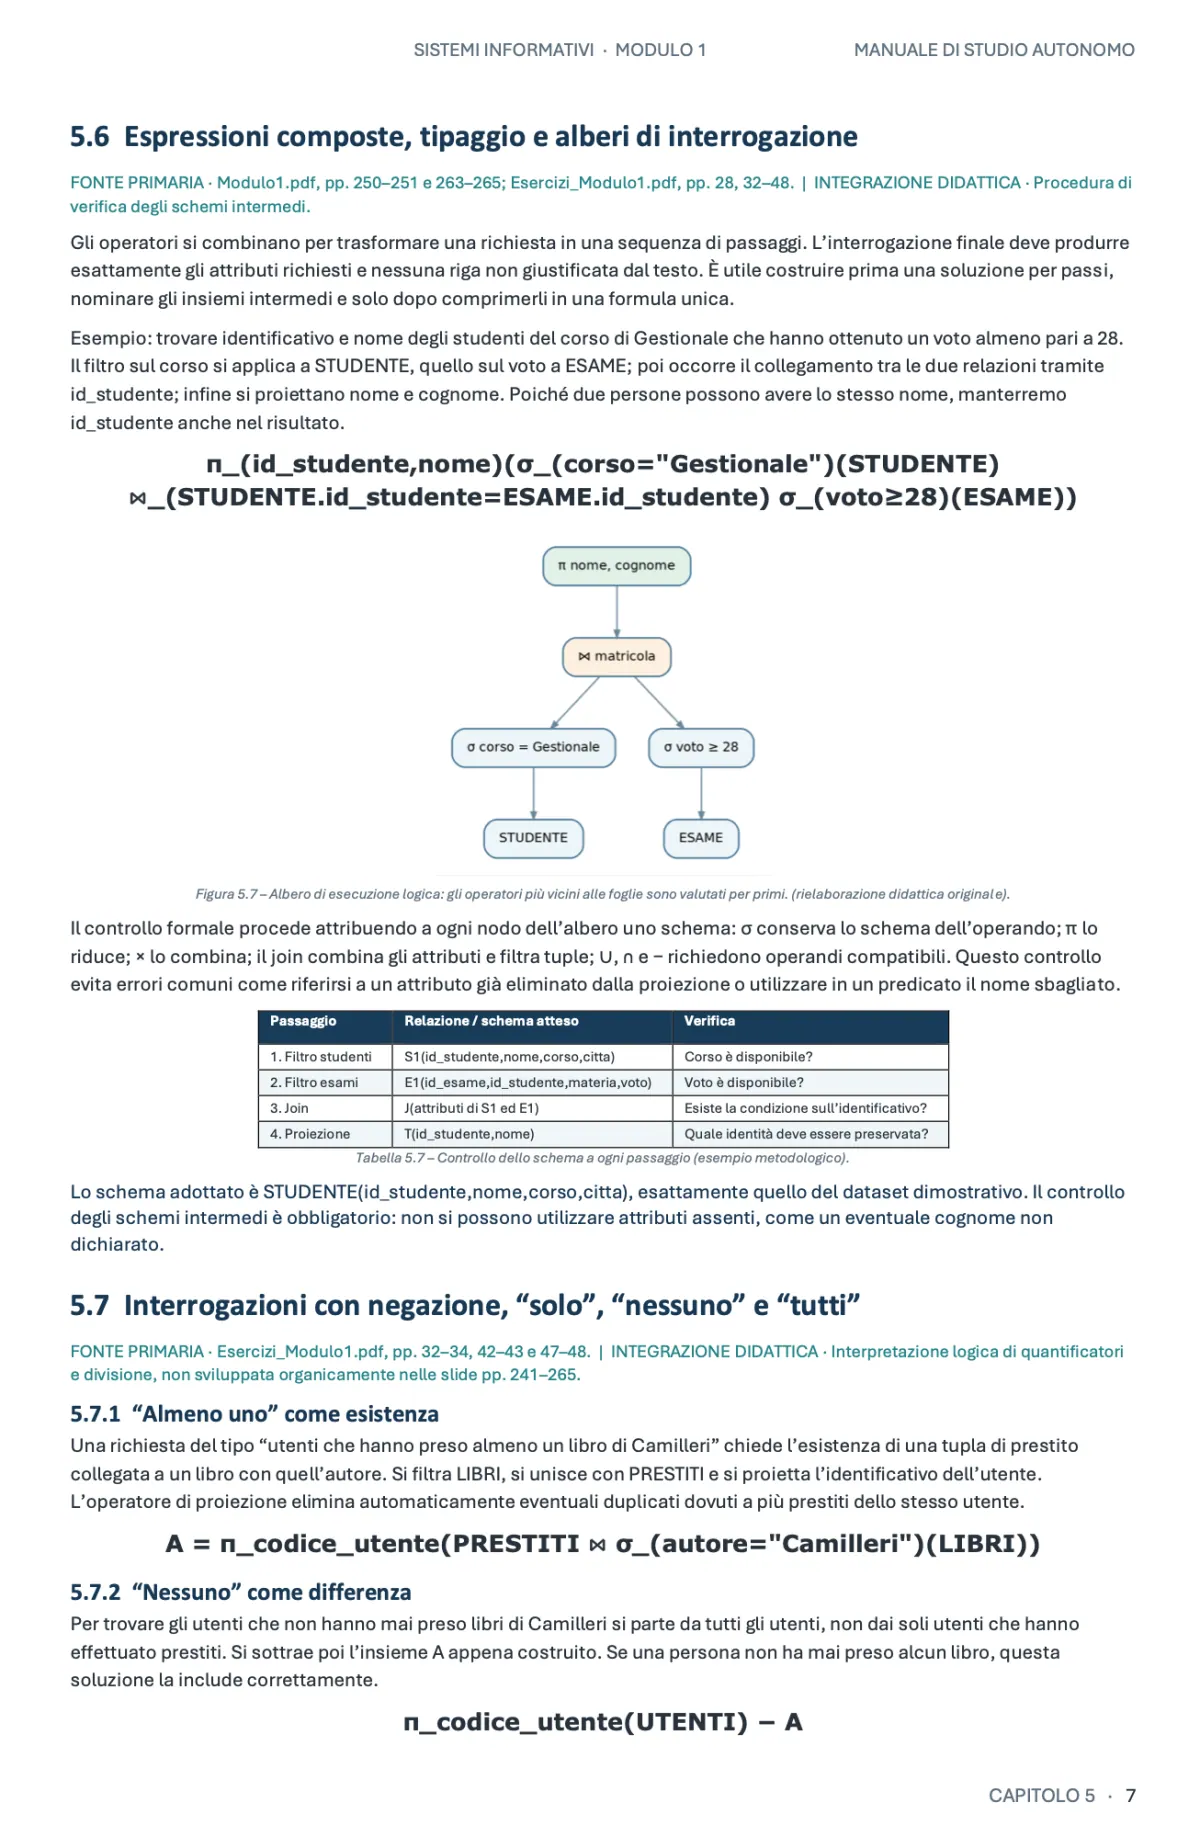 SISTEMI INFORMATIVI · MODULO 1 MANUALE DI STUDIO AUTONOMO
5.6 Espressioni composte, tipaggio e alberi di interrogazione
FONTE PRIMARIA · Modulo1.pdf, pp. 250–251 e 263–265; Esercizi_Modulo1.pdf, pp. 28, 32–48. | INTEGRAZIONE DIDATTICA · Procedura di
verifica degli schemi intermedi.
Gli operatori si combinano per trasformare una richiesta in una sequenza di passaggi. L’interrogazione finale deve produrre
esattamente gli attributi richiesti e nessuna riga non giustificata dal testo. È utile costruire prima una soluzione per passi,
nominare gli insiemi intermedi e solo dopo comprimerli in una formula unica.
Esempio: trovare identificativo e nome degli studenti del corso di Gestionale che hanno ottenuto un voto almeno pari a 28.
Il filtro sul corso si applica a STUDENTE, quello sul voto a ESAME; poi occorre il collegamento tra le due relazioni tramite
id_studente; infine si proiettano nome e cognome. Poiché due persone possono avere lo stesso nome, manterremo
id_studente anche nel risultato.
π_(id_studente,nome)(σ_(corso="Gestionale")(STUDENTE)
⋈_(STUDENTE.id_studente=ESAME.id_studente) σ_(voto≥28)(ESAME))
π nome, cognome
⋈ matricola
σ corso = Gestionale σ voto ≥ 28
STUDENTE ESAME
Figura 5.7 – Albero di esecuzione logica: gli operatori più vicini alle foglie sono valutati per primi. (rielaborazione didattica originale).
Il controllo formale procede attribuendo a ogni nodo dell’albero uno schema: σ conserva lo schema dell’operando; π lo
riduce; × lo combina; il join combina gli attributi e filtra tuple; ∪, ∩ e − richiedono operandi compatibili. Questo controllo
evita errori comuni come riferirsi a un attributo già eliminato dalla proiezione o utilizzare in un predicato il nome sbagliato.
Passaggio Relazione / schema atteso Verifica
1. Filtro studenti S1(id_studente,nome,corso,citta) Corso è disponibile?
2. Filtro esami E1(id_esame,id_studente,materia,voto) Voto è disponibile?
3. Join J(attributi di S1 ed E1) Esiste la condizione sull’identificativo?
4. Proiezione T(id_studente,nome) Quale identità deve essere preservata?
Tabella 5.7 – Controllo dello schema a ogni passaggio (esempio metodologico).
Lo schema adottato è STUDENTE(id_studente,nome,corso,citta), esattamente quello del dataset dimostrativo. Il controllo
degli schemi intermedi è obbligatorio: non si possono utilizzare attributi assenti, come un eventuale cognome non
dichiarato.
5.7 Interrogazioni con negazione, “solo”, “nessuno” e “tutti”
FONTE PRIMARIA · Esercizi_Modulo1.pdf, pp. 32–34, 42–43 e 47–48. | INTEGRAZIONE DIDATTICA · Interpretazione logica di quantificatori
e divisione, non sviluppata organicamente nelle slide pp. 241–265.
5.7.1 “Almeno uno” come esistenza
Una richiesta del tipo “utenti che hanno preso almeno un libro di Camilleri” chiede l’esistenza di una tupla di prestito
collegata a un libro con quell’autore. Si filtra LIBRI, si unisce con PRESTITI e si proietta l’identificativo dell’utente.
L’operatore di proiezione elimina automaticamente eventuali duplicati dovuti a più prestiti dello stesso utente.
A = π_codice_utente(PRESTITI ⋈ σ_(autore="Camilleri")(LIBRI))
5.7.2 “Nessuno” come differenza
Per trovare gli utenti che non hanno mai preso libri di Camilleri si parte da tutti gli utenti, non dai soli utenti che hanno
effettuato prestiti. Si sottrae poi l’insieme A appena costruito. Se una persona non ha mai preso alcun libro, questa
soluzione la include correttamente.
π_codice_utente(UTENTI) − A
CAPITOLO 5 · 7